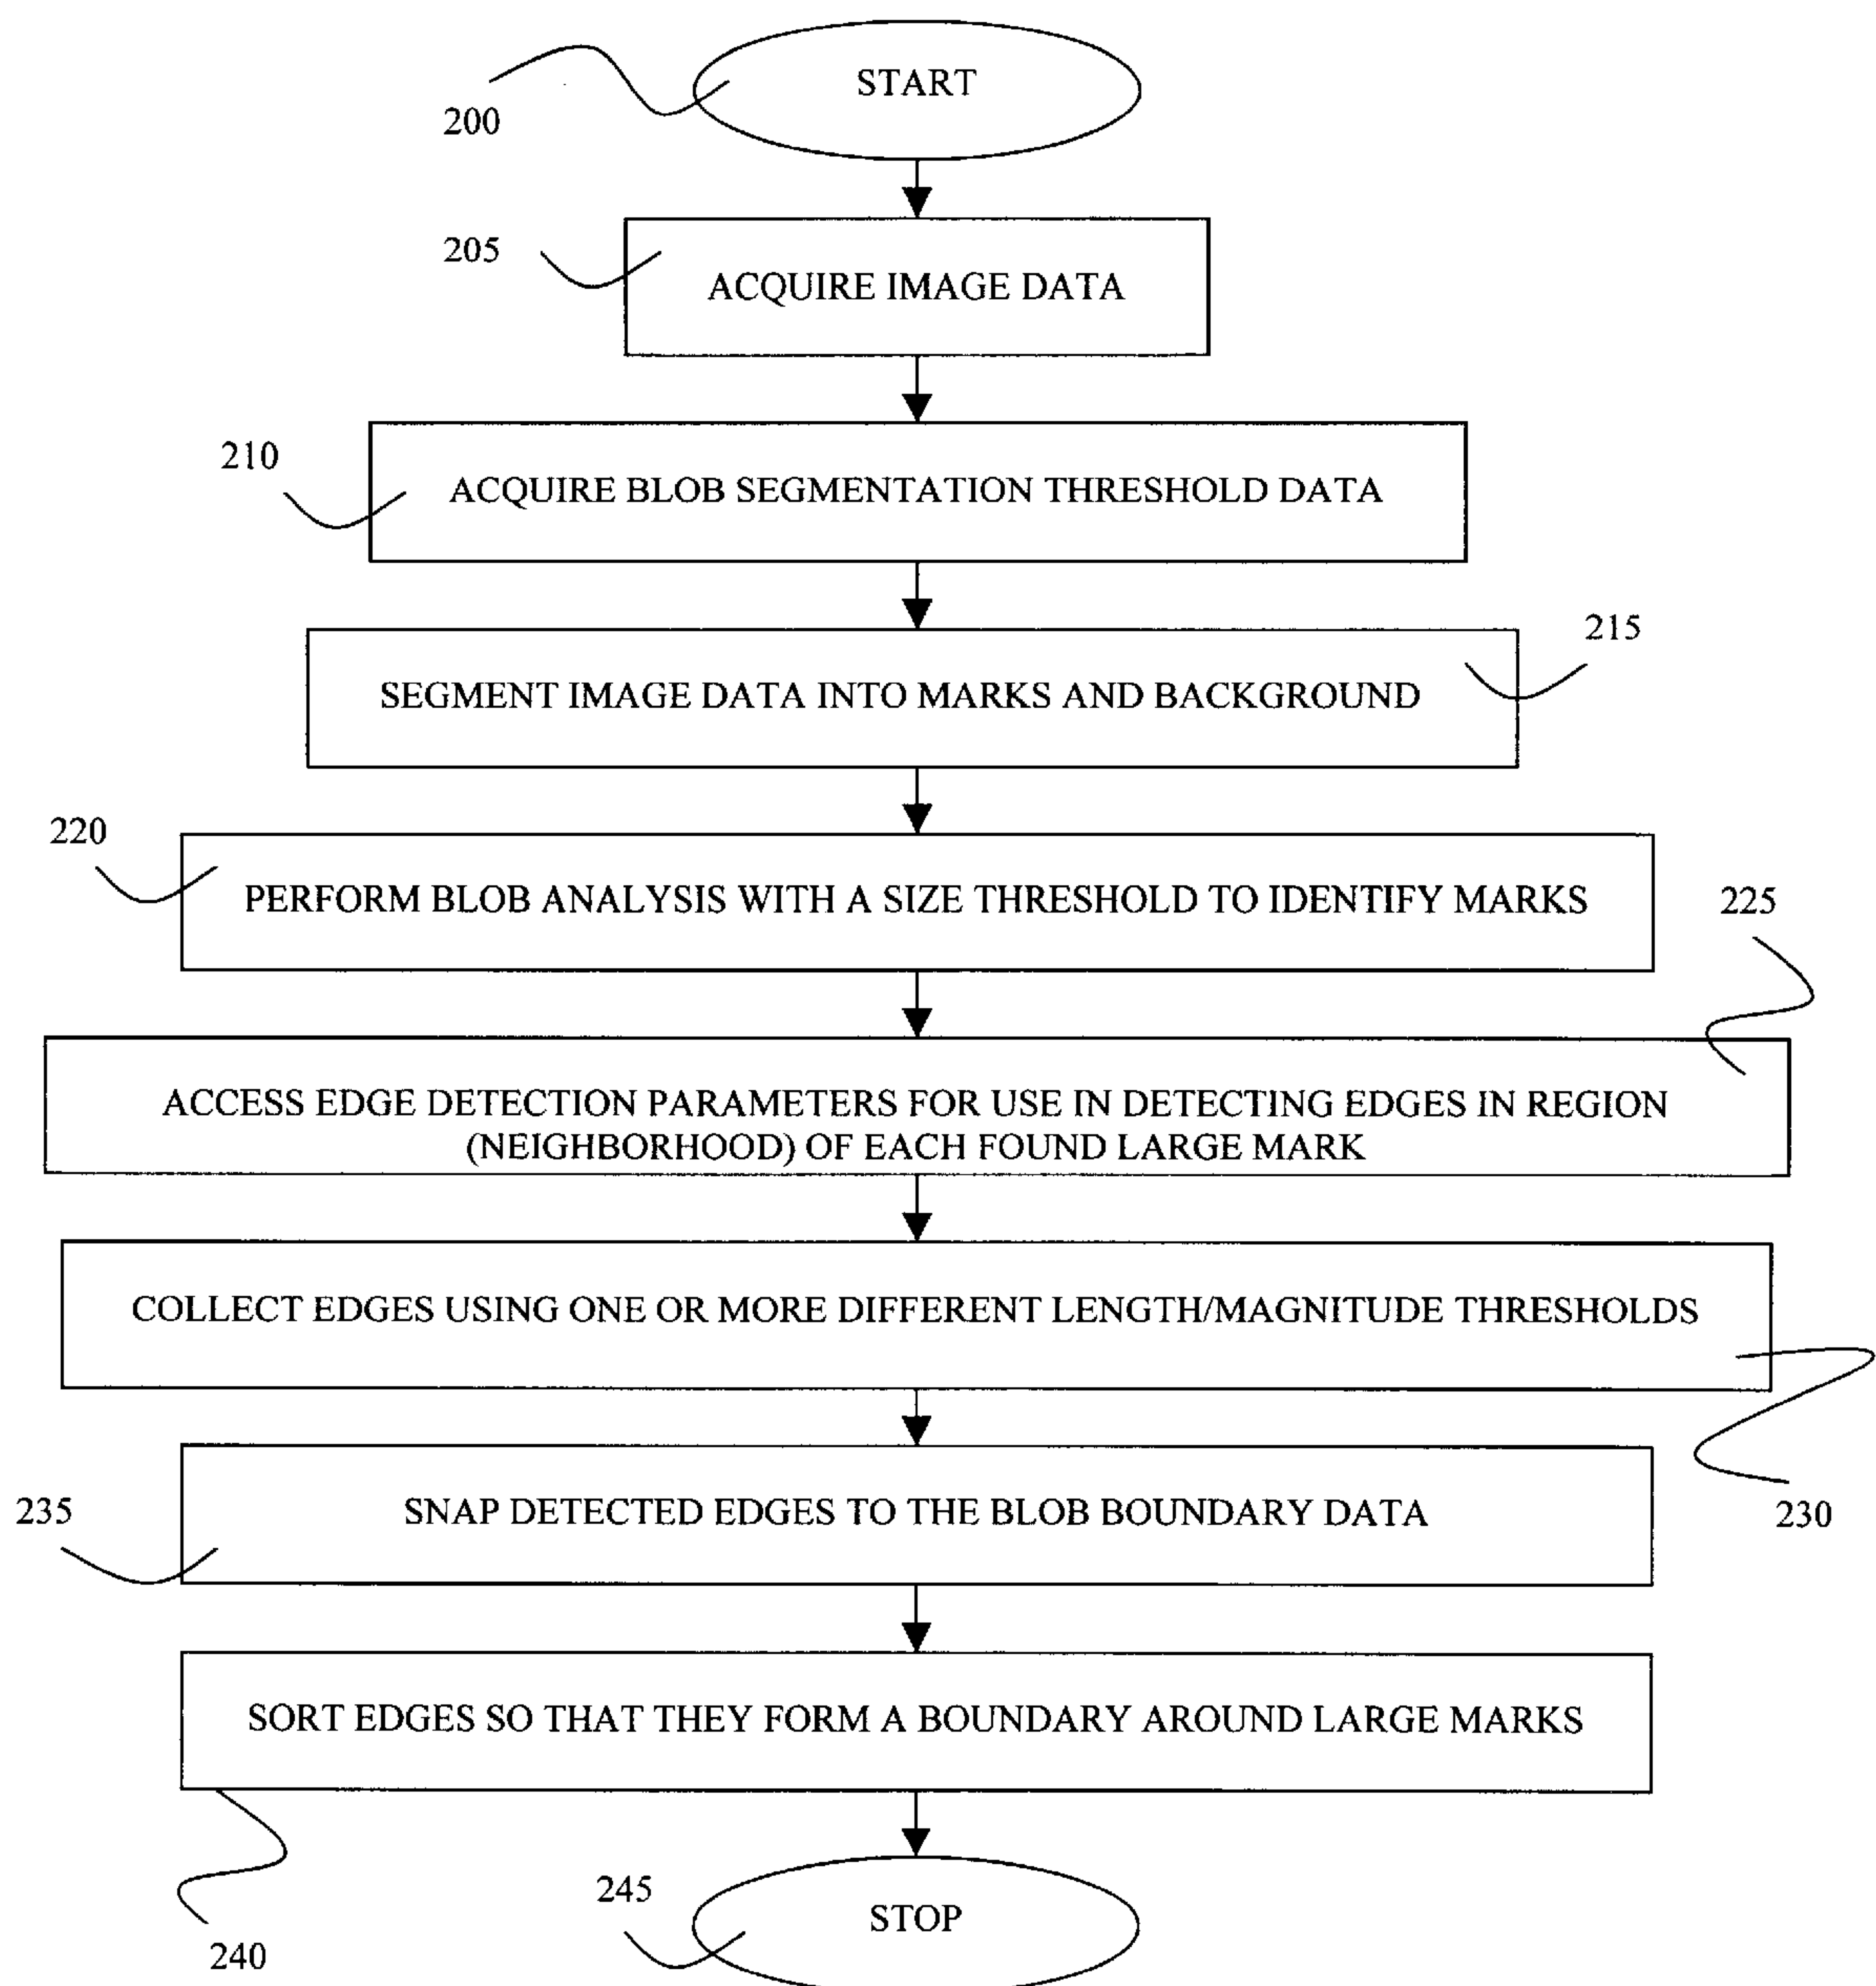 START
200
205
ACQUIRE IMAGE DATA
210
ACQUIRE BLOB SEGMENTATION THRESHOLD DATA
215
SEGMENT IMAGE DATA INTO MARKS AND BACKGROUND
220
PERFORM BLOB ANALYSIS WITH A SIZE THRESHOLD TO IDENTIFY MARKS
225
ACCESS EDGE DETECTION PARAMETERS FOR USE IN DETECTING EDGES IN REGION
(NEIGHBORHOOD) OF EACH FOUND LARGE MARK
COLLECT EDGES USING ONE OR MORE DIFFERENT LENGTH/MAGNITUDE THRESHOLDS
230
235
SNAP DETECTED EDGES TO THE BLOB BOUNDARY DATA
SORT EDGES SO THAT THEY FORM A BOUNDARY AROUND LARGE MARKS
240
245
STOP